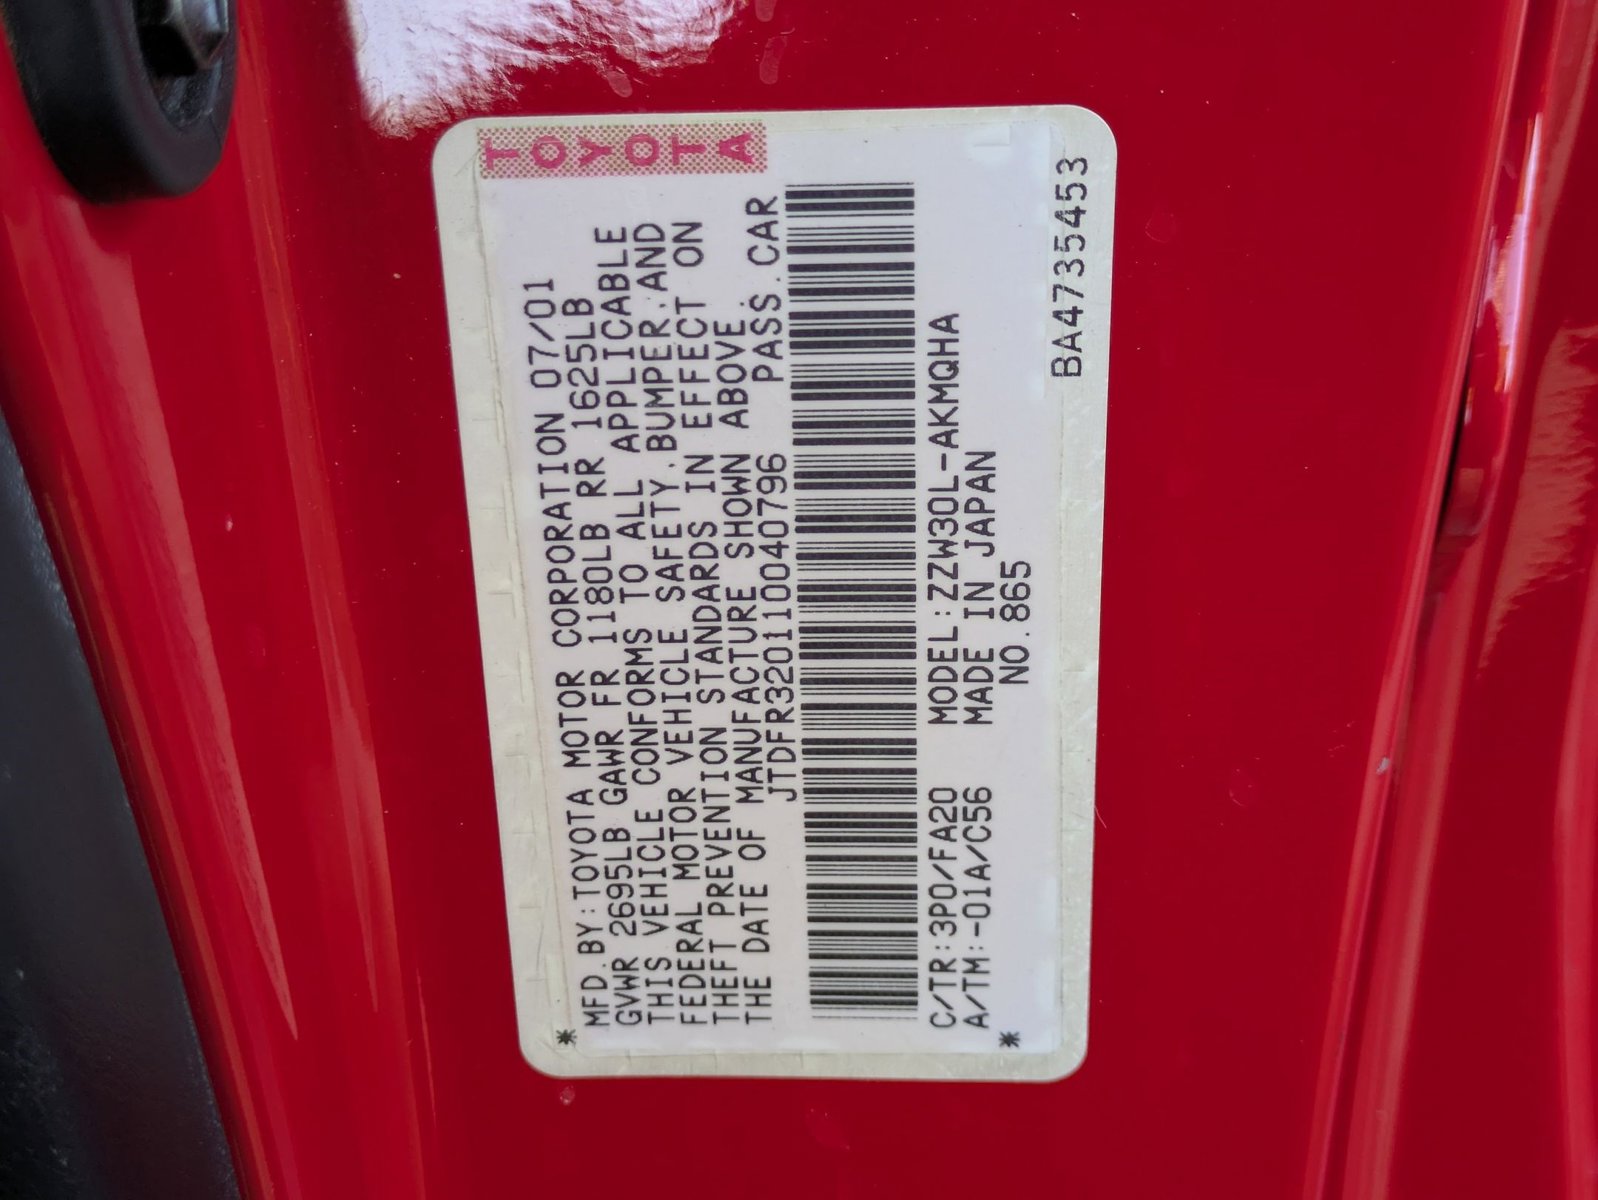 TOYOTA
MFD.BY:TOYOTA MOTOR CORPORATION 07/01
GVWR 2695LB GAWR FR 1180LB RR 1625LB
THIS VEHICLE CONFORMS TO ALL APPLICABLE
FEDERAL MOTOR VEHICLE SAFETY,BUMPER,AND
THEFT PREVENTION STANDARDS IN EFFECT ON
THE DATE OF MANUFACTURE SHOWN ABOVE.
JTDFR320110040796 PASS.CAR
C/TR:3P0/FA20 MODEL:ZZW30L-AKMQHA
A/TM:-01A/C56 MADE IN JAPAN
* NO.865
BA4735453